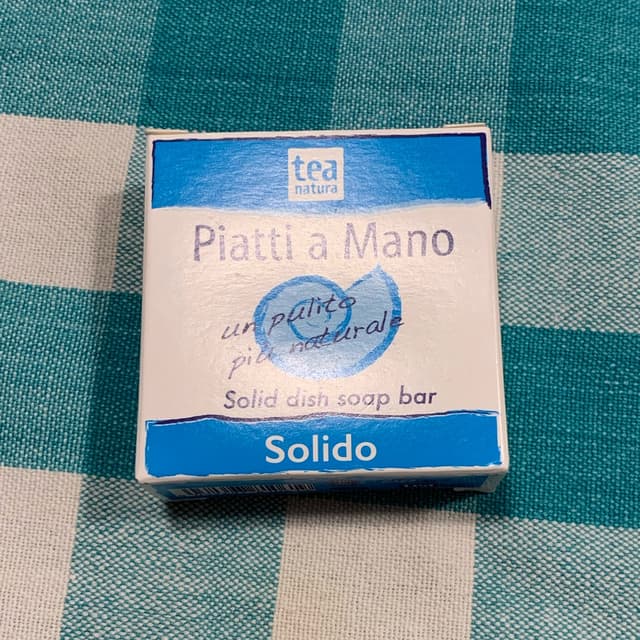 tea
natura
Piatti a Mano
un pulito
più naturale
Solid dish soap bar
Solido